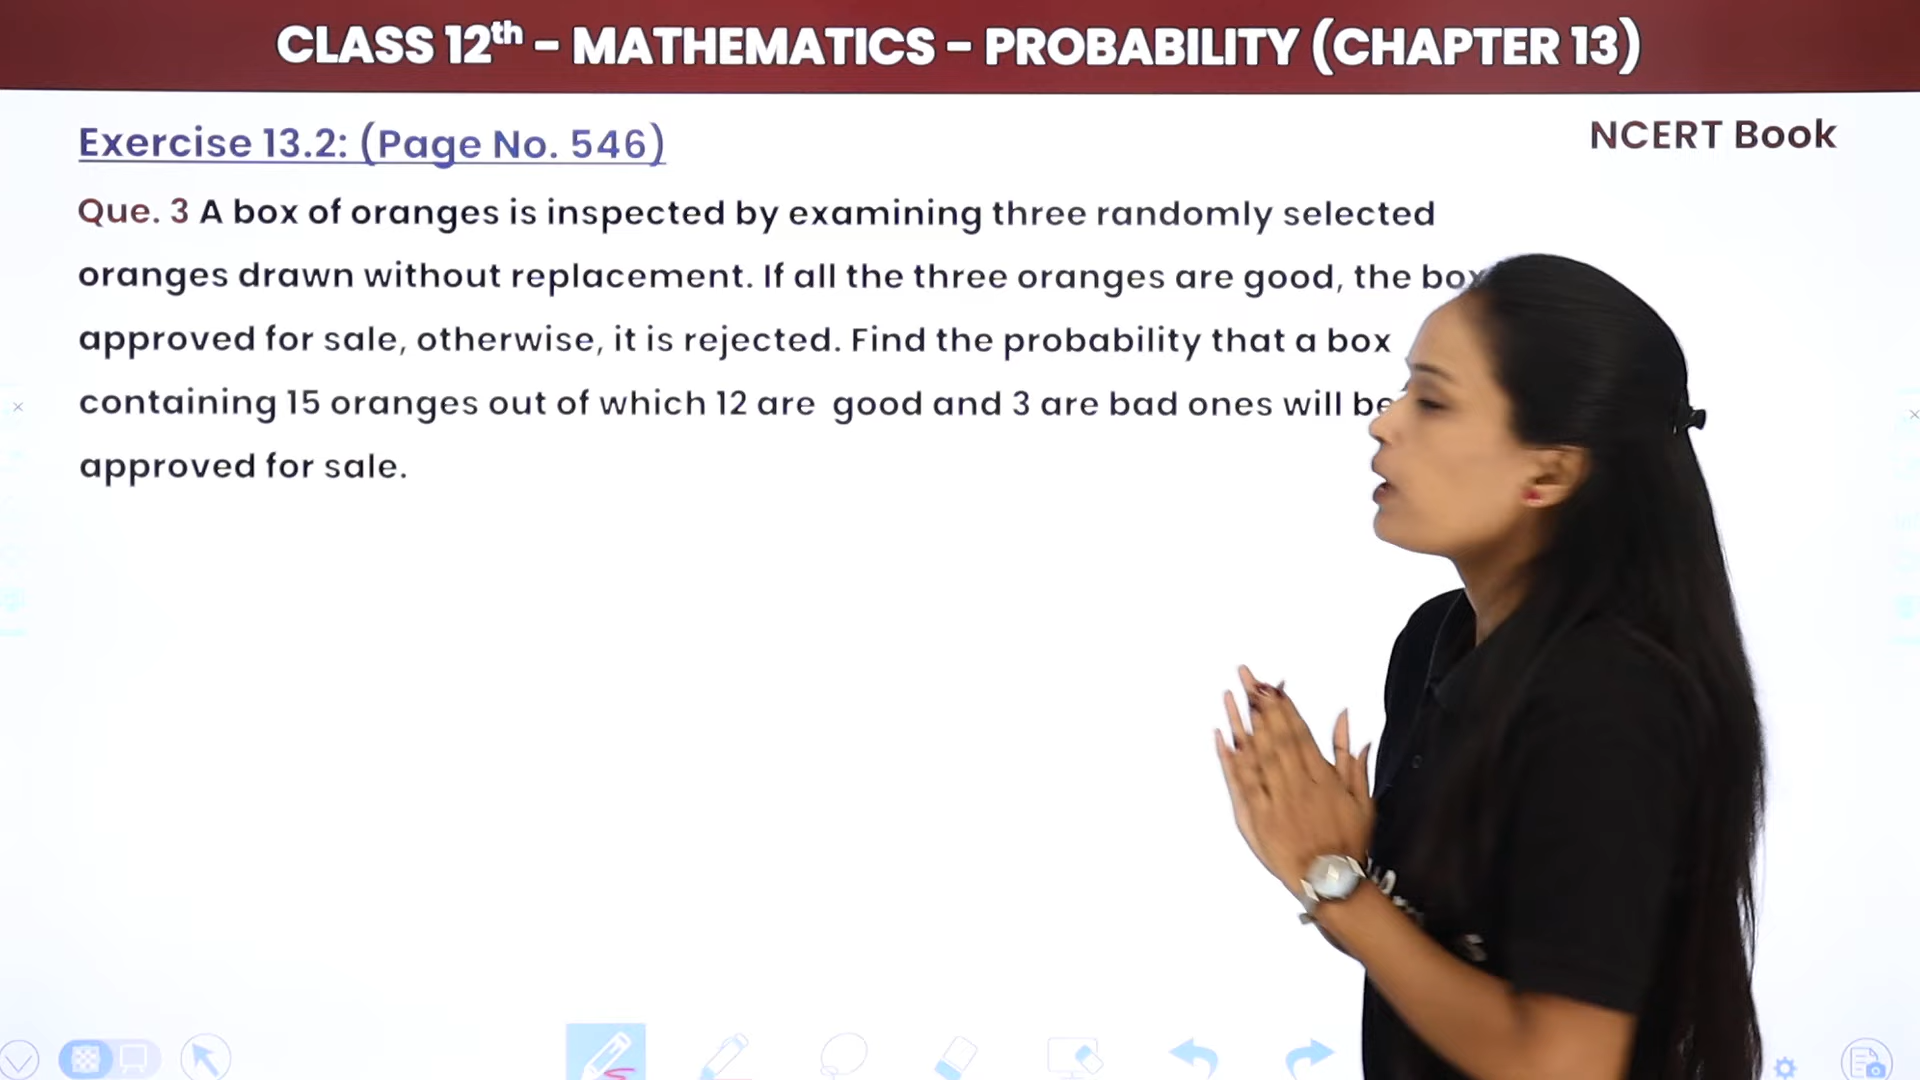 CLASS 12th – MATHEMATICS – PROBABILITY (CHAPTER 13)
Exercise 13.2: (Page No. 546)
NCERT Book
Que. 3 A box of oranges is inspected by examining three randomly selected
oranges drawn without replacement. If all the three oranges are good, the box
approved for sale, otherwise, it is rejected. Find the probability that a box
containing 15 oranges out of which 12 are good and 3 are bad ones will be
approved for sale.